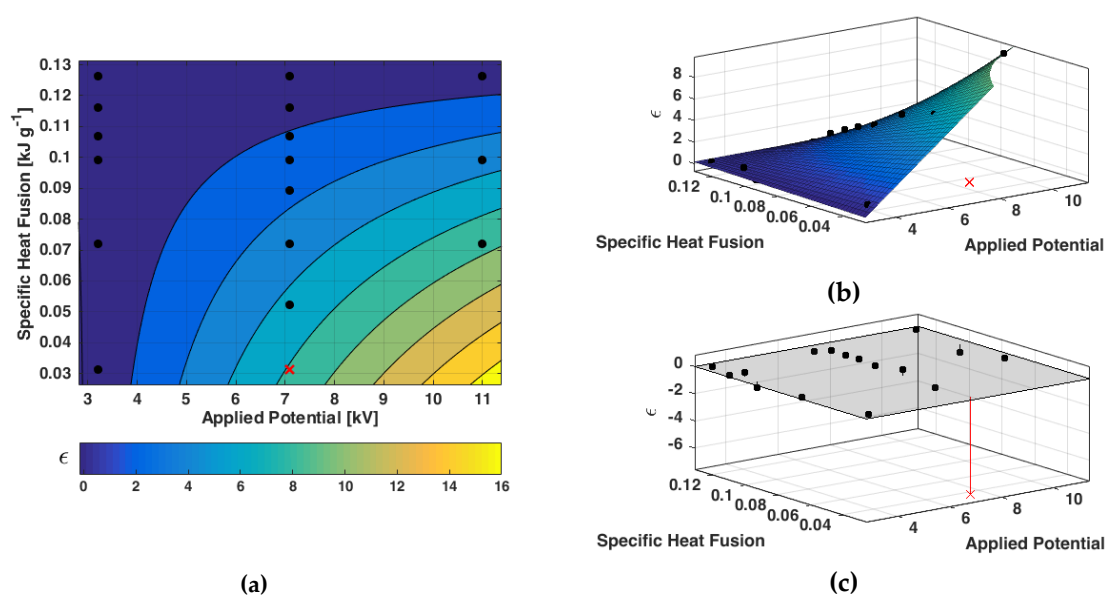 0.13
0.12
0.11
0.1
0.09
0.08
0.07
0.06
0.05
0.04
0.03
Specific Heat Fusion [kJ g⁻¹]
3 4 5 6 7 8 9 10 11
Applied Potential [kV]
ϵ
0 2 4 6 8 10 12 14 16
(a)
8
6
4
2
0
ϵ
0.12 0.1 0.08 0.06 0.04
4 6 8 10
Specific Heat Fusion
Applied Potential
(b)
0
-2
-4
-6
ϵ
0.12 0.1 0.08 0.06 0.04
4 6 8 10
Specific Heat Fusion
Applied Potential
(c)